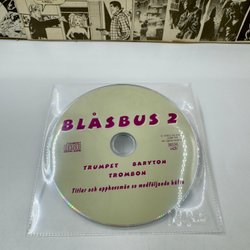 BLÅSBUS 2
TRUMPET BARYTON
TROMBON
Titlar och upphovsmän se medföljande häfte